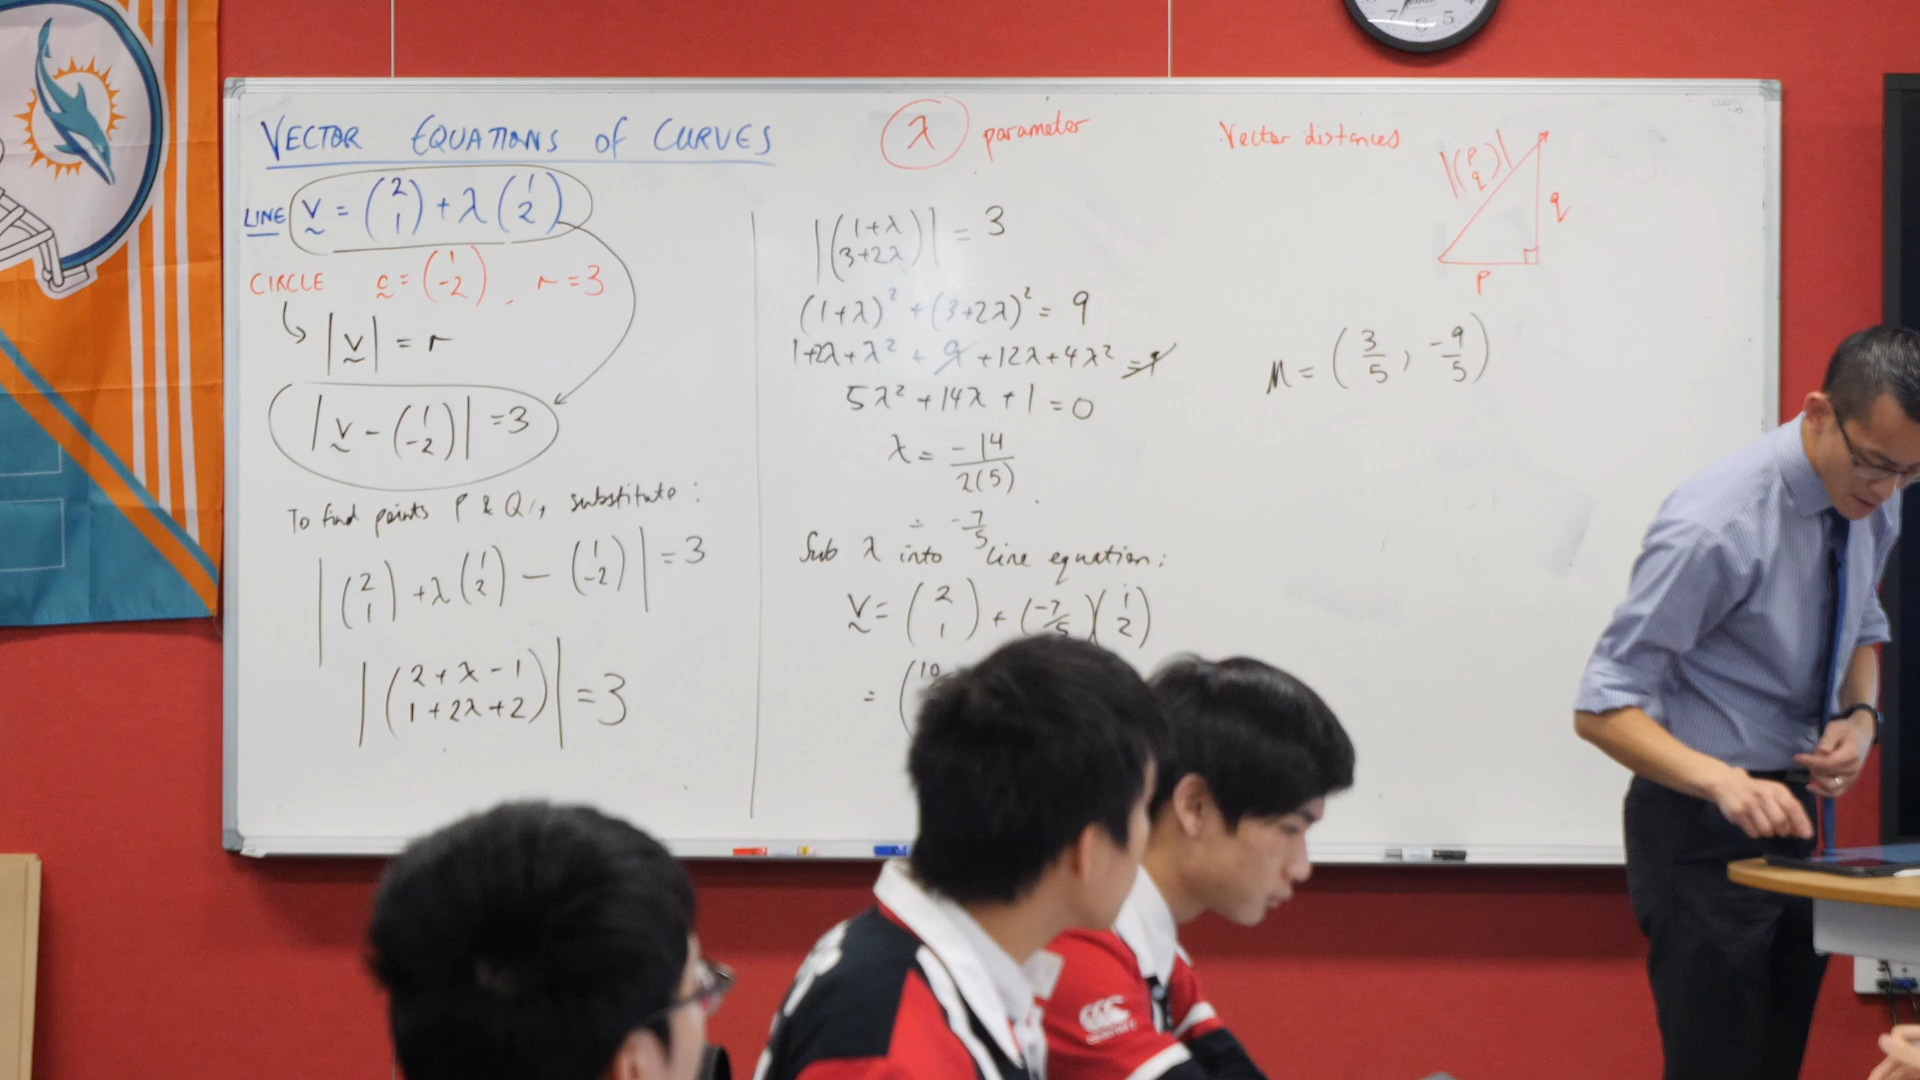 VECTOR EQUATIONS of CURVES
LINE v = (2 1) + λ (1 2)
CIRCLE c = (1 -2), r = 3
↳ |v| = r
|v - (1 -2)| = 3
To find points P & Q, substitute:
|(2 1) + λ (1 2) - (1 -2)| = 3
|(2 + λ - 1 1 + 2λ + 2)| = 3
λ parameter
|(1+λ 3+2λ)| = 3
(1+λ)² + (3+2λ)² = 9
1+2λ+λ² + 9 + 12λ+4λ² = 9
5λ² + 14λ + 1 = 0
λ = -14/2(5)
= -7/5
Sub λ into line equation:
v = (2 1) + (-7/5)(1 2)
= (10
Vector distances
|(p q)|
q
p
M = (3/5, -9/5)
7 6 5